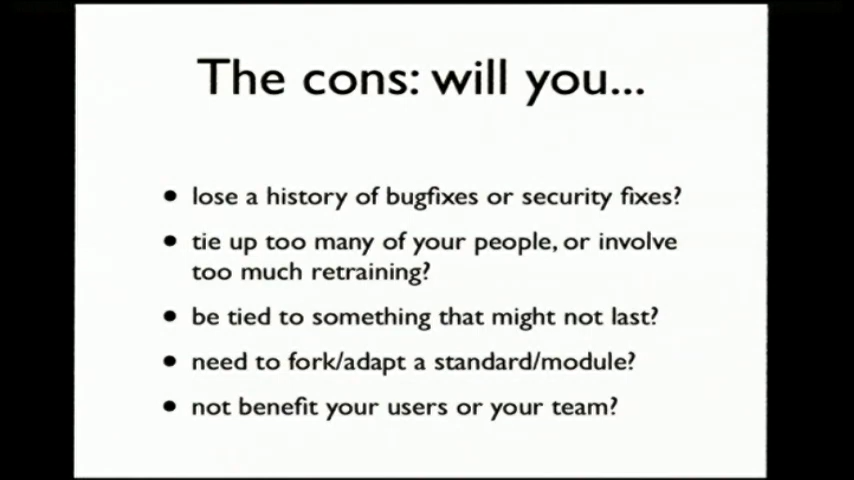 The cons: will you...
• lose a history of bugfixes or security fixes?
• tie up too many of your people, or involve
too much retraining?
• be tied to something that might not last?
• need to fork/adapt a standard/module?
• not benefit your users or your team?